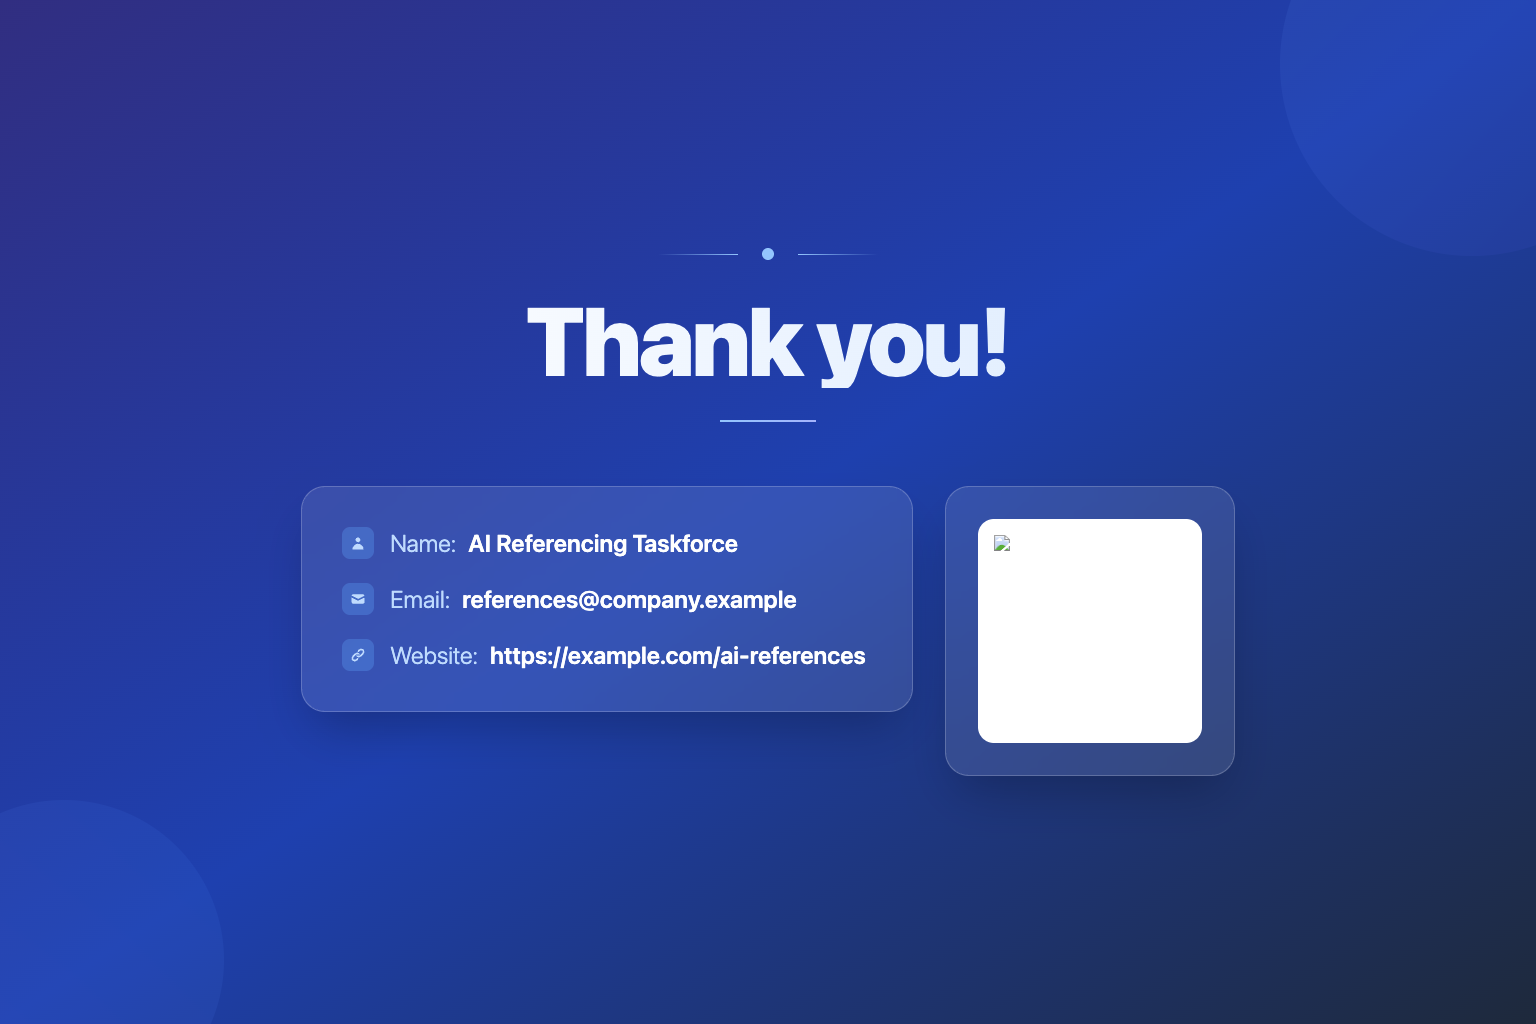 Thank you!
Name: AI Referencing Taskforce
Email: references@company.example
Website: https://example.com/ai-references